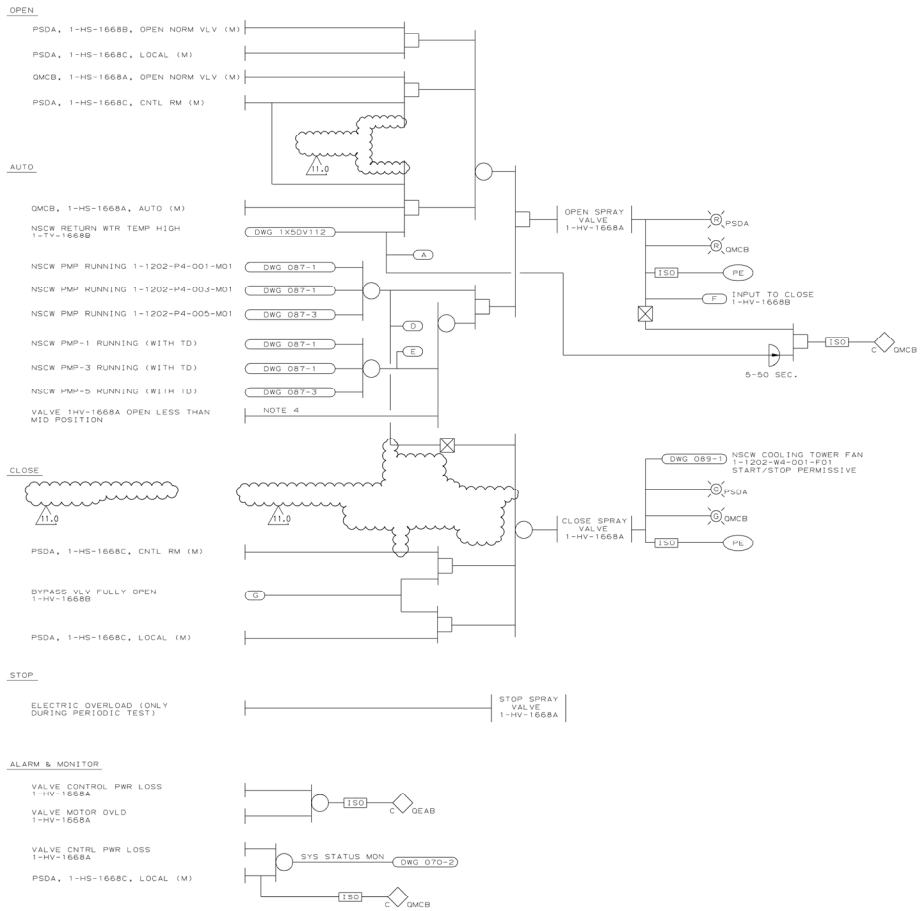 OPEN
PSDA, 1-HS-1668B, OPEN NORM VLV (M)
PSDA, 1-HS-1668C, LOCAL (M)
QMCB, 1-HS-1668A, OPEN NORM VLV (M)
PSDA, 1-HS-1668C, CNTL RM (M)
11.0
AUTO
QMCB, 1-HS-1668A, AUTO (M)
NSCW RETURN WTR TEMP HIGH
1-TY-1668B
DWG 1X5DV112
A
NSCW PMP RUNNING 1-1202-P4-001-M01
DWG 087-1
NSCW PMP RUNNING 1-1202-P4-003-M01
DWG 087-1
NSCW PMP RUNNING 1-1202-P4-005-M01
DWG 087-3
D
E
NSCW PMP-1 RUNNING (WITH TD)
DWG 087-1
NSCW PMP-3 RUNNING (WITH TD)
DWG 087-1
NSCW PMP-5 RUNNING (WITH TD)
DWG 087-3
VALVE 1HV-1668A OPEN LESS THAN
MID POSITION
NOTE 4
OPEN SPRAY
VALVE
1-HV-1668A
R
PSDA
R
QMCB
ISO
PE
F
INPUT TO CLOSE
1-HV-1668B
ISO
C
QMCB
5-50 SEC.
CLOSE
11.0
11.0
PSDA, 1-HS-1668C, CNTL RM (M)
BYPASS VLV FULLY OPEN
1-HV-1668B
G
PSDA, 1-HS-1668C, LOCAL (M)
CLOSE SPRAY
VALVE
1-HV-1668A
DWG 089-1
NSCW COOLING TOWER FAN
1-1202-W4-001-F01
START/STOP PERMISSIVE
G
PSDA
G
QMCB
ISO
PE
STOP
ELECTRIC OVERLOAD (ONLY
DURING PERIODIC TEST)
STOP SPRAY
VALVE
1-HV-1668A
ALARM & MONITOR
VALVE CONTROL PWR LOSS
1-HV-1668A
VALVE MOTOR OVLD
1-HV-1668A
ISO
C
QEAB
VALVE CNTRL PWR LOSS
1-HV-1668A
PSDA, 1-HS-1668C, LOCAL (M)
SYS STATUS MON
DWG 070-2
ISO
C
QMCB